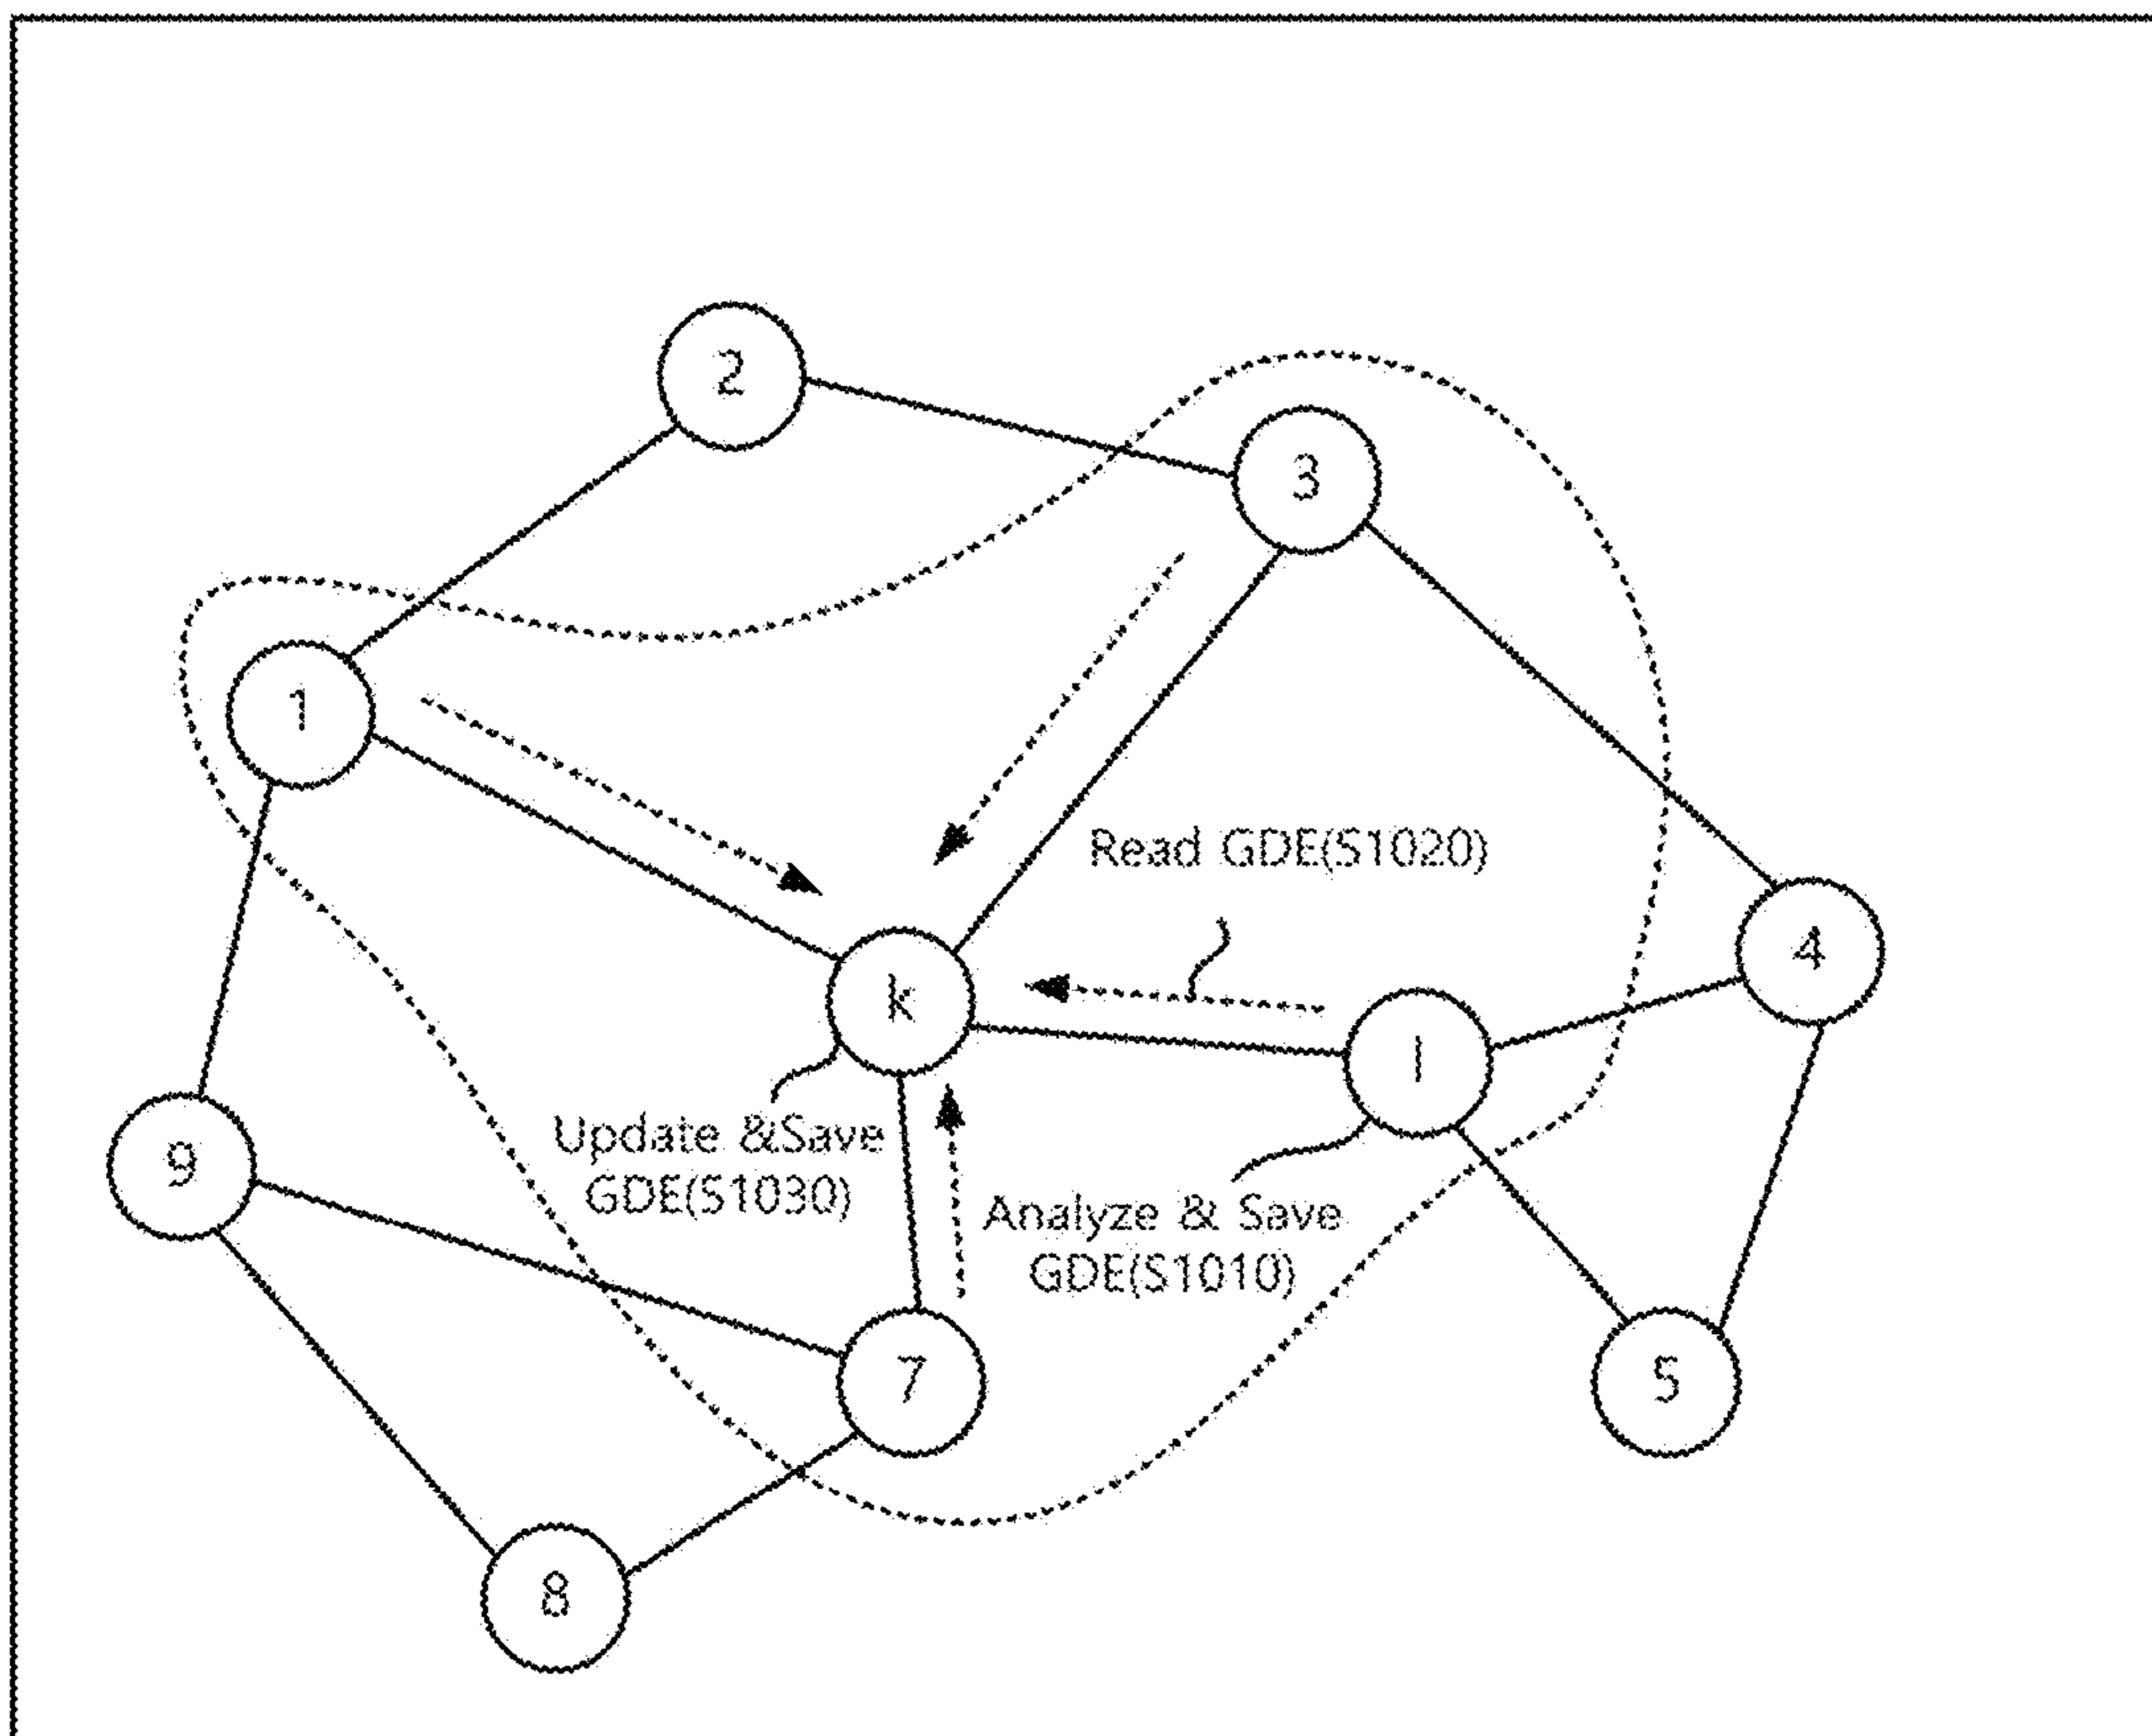 2
3
1
Read GDE(S1020)
4
k
l
Update &Save
GDE(S1030)
9
Analyze & Save
GDE(S1010)
7
5
8